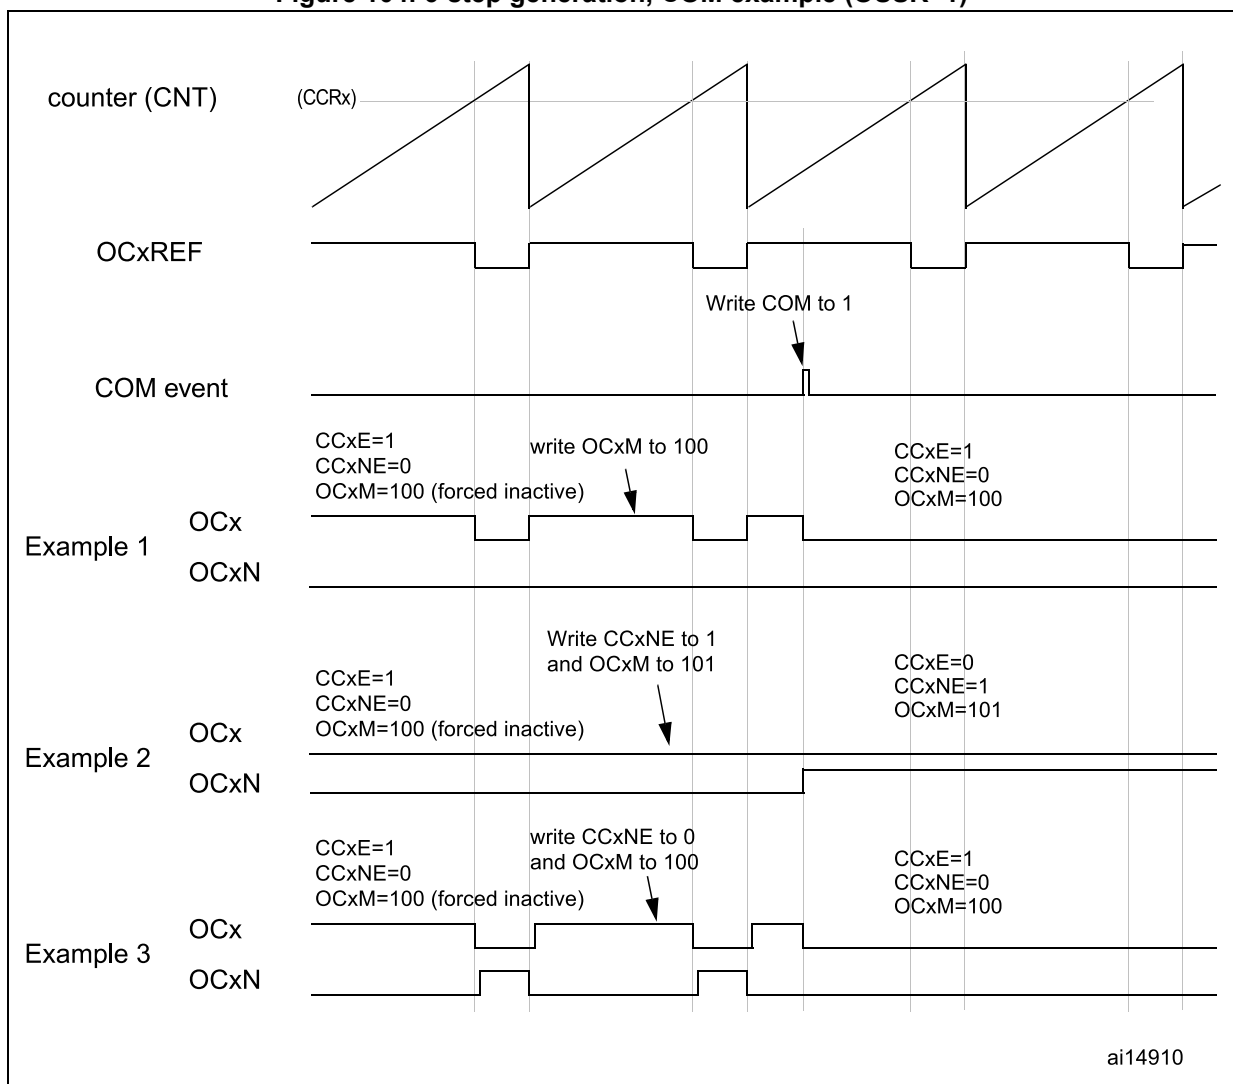 counter (CNT)
(CCRx)
OCxREF
Write COM to 1
COM event
CCxE=1
CCxNE=0
OCxM=100 (forced inactive)
write OCxM to 100
CCxE=1
CCxNE=0
OCxM=100
Example 1
OCx
OCxN
Write CCxNE to 1
and OCxM to 101
CCxE=1
CCxNE=0
OCxM=100 (forced inactive)
CCxE=0
CCxNE=1
OCxM=101
Example 2
OCx
OCxN
write CCxNE to 0
and OCxM to 100
CCxE=1
CCxNE=0
OCxM=100 (forced inactive)
CCxE=1
CCxNE=0
OCxM=100
Example 3
OCx
OCxN
ai14910